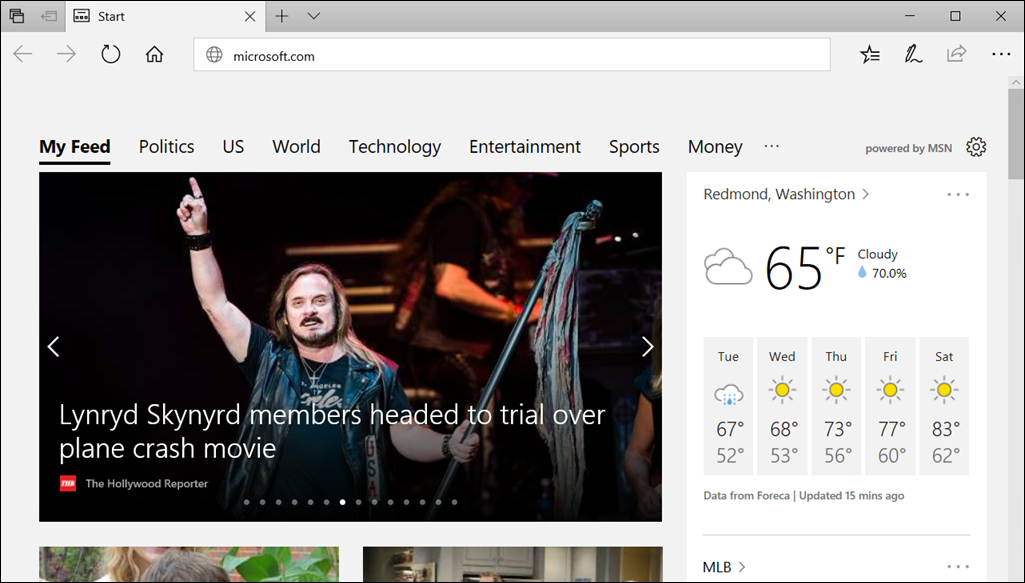 Start
microsoft.com
My Feed Politics US World Technology Entertainment Sports Money ... powered by MSN
Redmond, Washington >
65°F Cloudy
70.0%
Tue Wed Thu Fri Sat
67° 68° 73° 77° 83°
52° 53° 56° 60° 62°
Data from Foreca | Updated 15 mins ago
MLB >
Lynryd Skynyrd members headed to trial over
plane crash movie
The Hollywood Reporter
USA